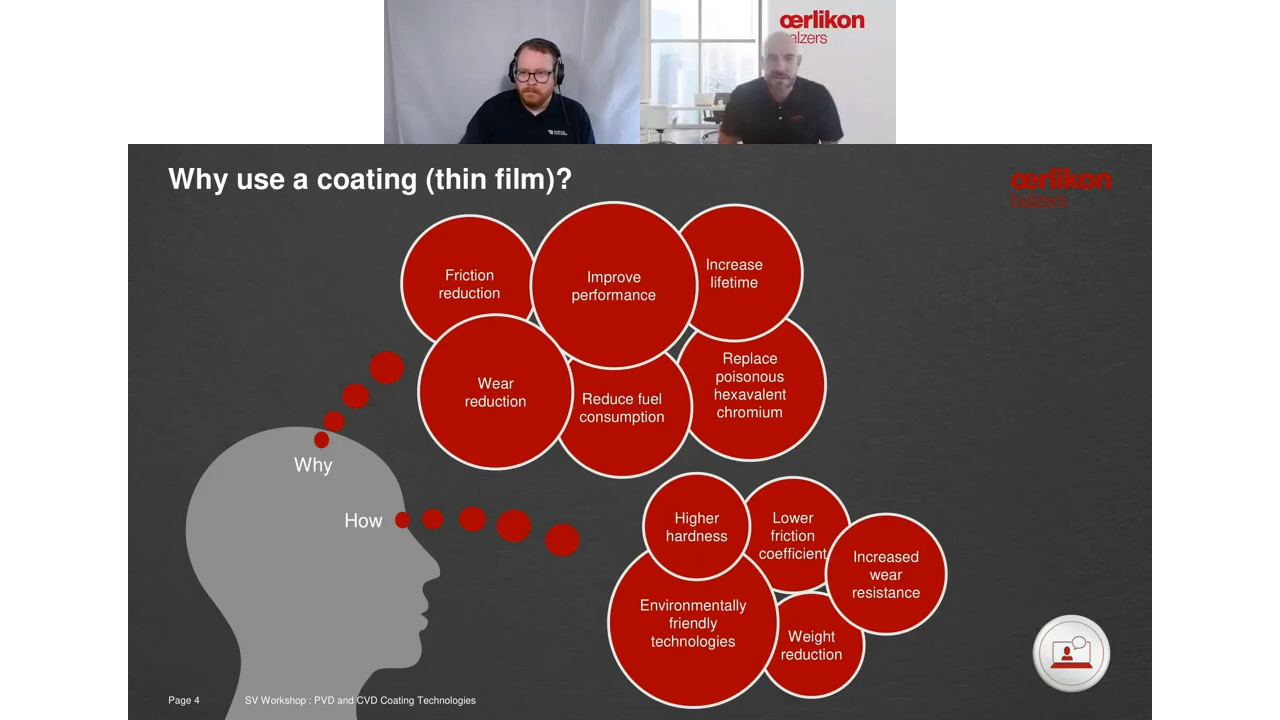 œrlikon
balzers
Why use a coating (thin film)?
œrlikon
balzers
Friction
reduction
Improve
performance
Increase
lifetime
Wear
reduction
Reduce fuel
consumption
Replace
poisonous
hexavalent
chromium
Why
How
Higher
hardness
Lower
friction
coefficient
Increased
wear
resistance
Environmentally
friendly
technologies
Weight
reduction
Page 4
SV Workshop : PVD and CVD Coating Technologies